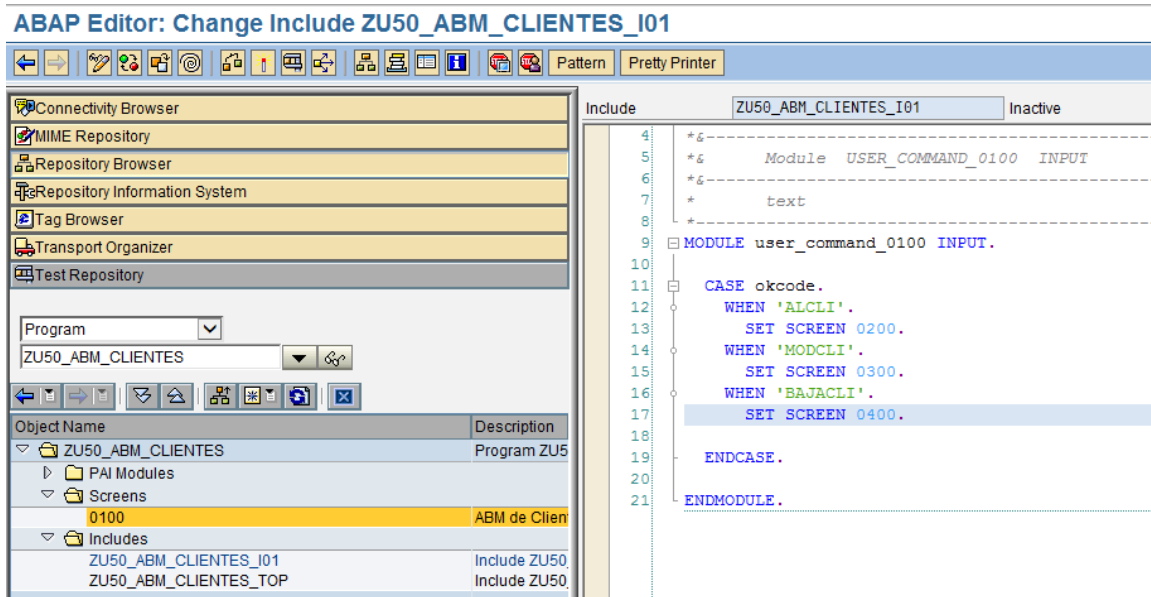 ABAP Editor: Change Include ZU50_ABM_CLIENTES_I01
Pattern Pretty Printer
Connectivity Browser
MIME Repository
Repository Browser
Repository Information System
Tag Browser
Transport Organizer
Test Repository
Program
ZU50_ABM_CLIENTES
Object Name Description
ZU50_ABM_CLIENTES Program ZU5
PAI Modules
Screens
0100 ABM de Clien
Includes
ZU50_ABM_CLIENTES_I01 Include ZU50_
ZU50_ABM_CLIENTES_TOP Include ZU50_
Include ZU50_ABM_CLIENTES_I01 Inactive
4 *&---------------------------------------------------
5 *& Module USER_COMMAND_0100 INPUT
6 *&---------------------------------------------------
7 * text
8 *----------------------------------------------------
9 MODULE user_command_0100 INPUT.
10
11 CASE okcode.
12 WHEN 'ALCLI'.
13 SET SCREEN 0200.
14 WHEN 'MODCLI'.
15 SET SCREEN 0300.
16 WHEN 'BAJACLI'.
17 SET SCREEN 0400.
18
19 ENDCASE.
20
21 ENDMODULE.